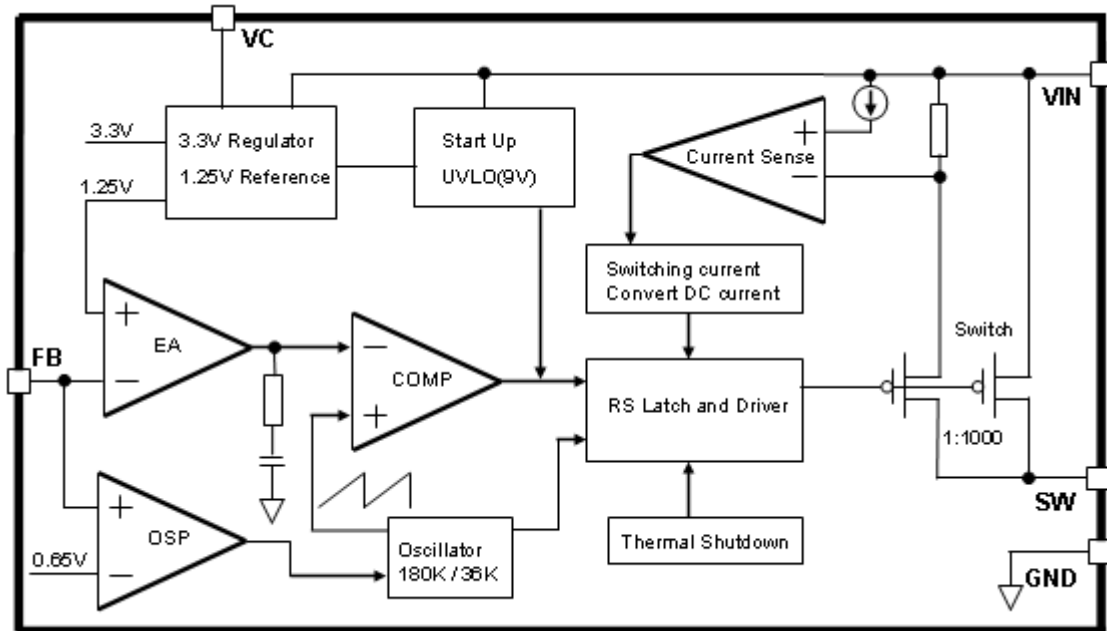 VC
VIN
3.3V
3.3V Regulator
1.25V Reference
1.25V
Start Up
UVLO(9V)
+
Current Sense
−
Switching current
Convert DC current
Switch
FB
+
EA
−
−
COMP
+
RS Latch and Driver
1:1000
SW
+
OSP
−
0.65V
Oscillator
180K / 36K
Thermal Shutdown
GND